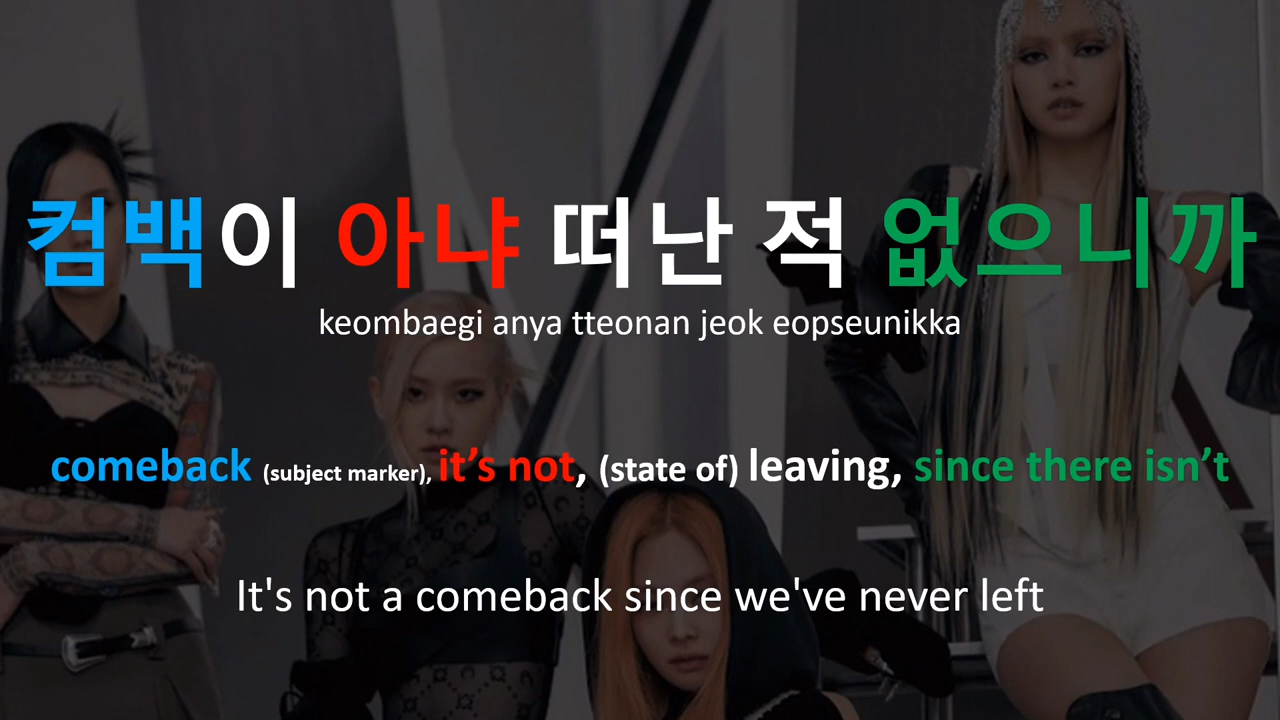 컴백이 아냐 떠난 적 없으니까
keombaegi anya tteonan jeok eopseunikka
comeback (subject marker), it’s not, (state of) leaving, since there isn’t
It's not a comeback since we've never left